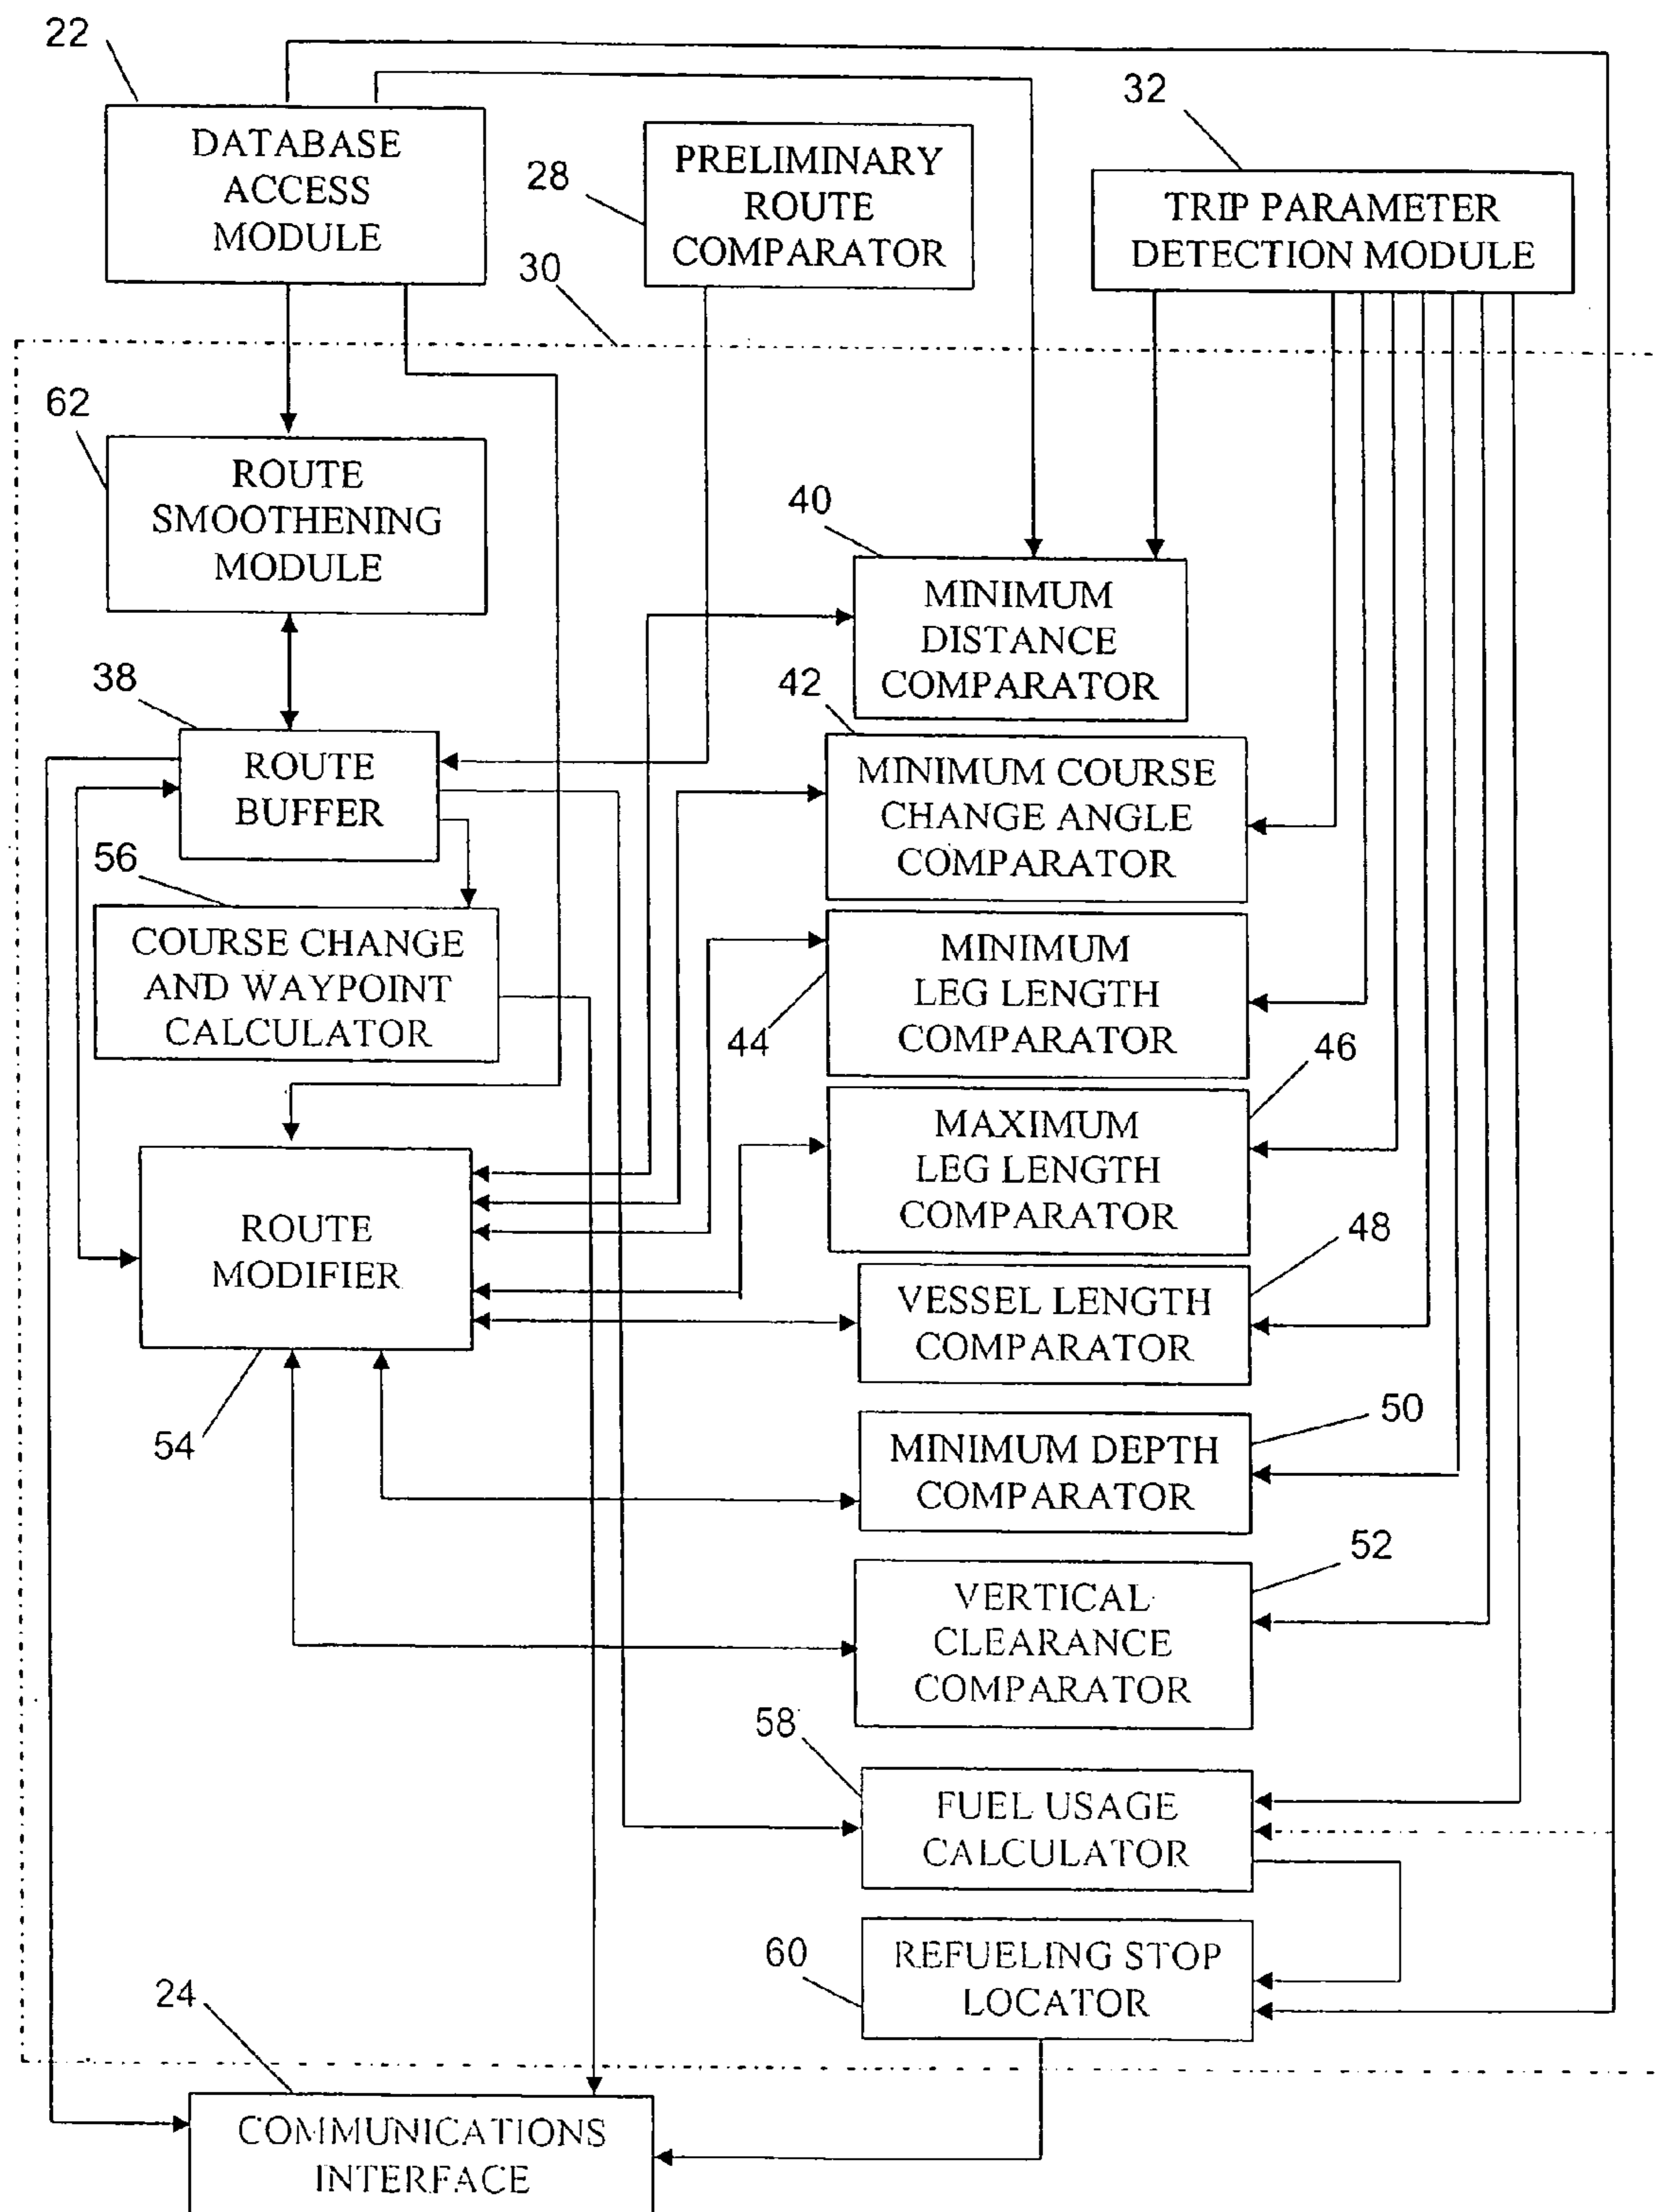 22
DATABASE
ACCESS
MODULE
28
PRELIMINARY
ROUTE
COMPARATOR
32
TRIP PARAMETER
DETECTION MODULE
30
62
ROUTE
SMOOTHENING
MODULE
40
MINIMUM
DISTANCE
COMPARATOR
38
ROUTE
BUFFER
42
MINIMUM COURSE
CHANGE ANGLE
COMPARATOR
56
COURSE CHANGE
AND WAYPOINT
CALCULATOR
44
MINIMUM
LEG LENGTH
COMPARATOR
46
MAXIMUM
LEG LENGTH
COMPARATOR
ROUTE
MODIFIER
54
48
VESSEL LENGTH
COMPARATOR
50
MINIMUM DEPTH
COMPARATOR
52
VERTICAL
CLEARANCE
COMPARATOR
58
FUEL USAGE
CALCULATOR
60
REFUELING STOP
LOCATOR
24
COMMUNICATIONS
INTERFACE